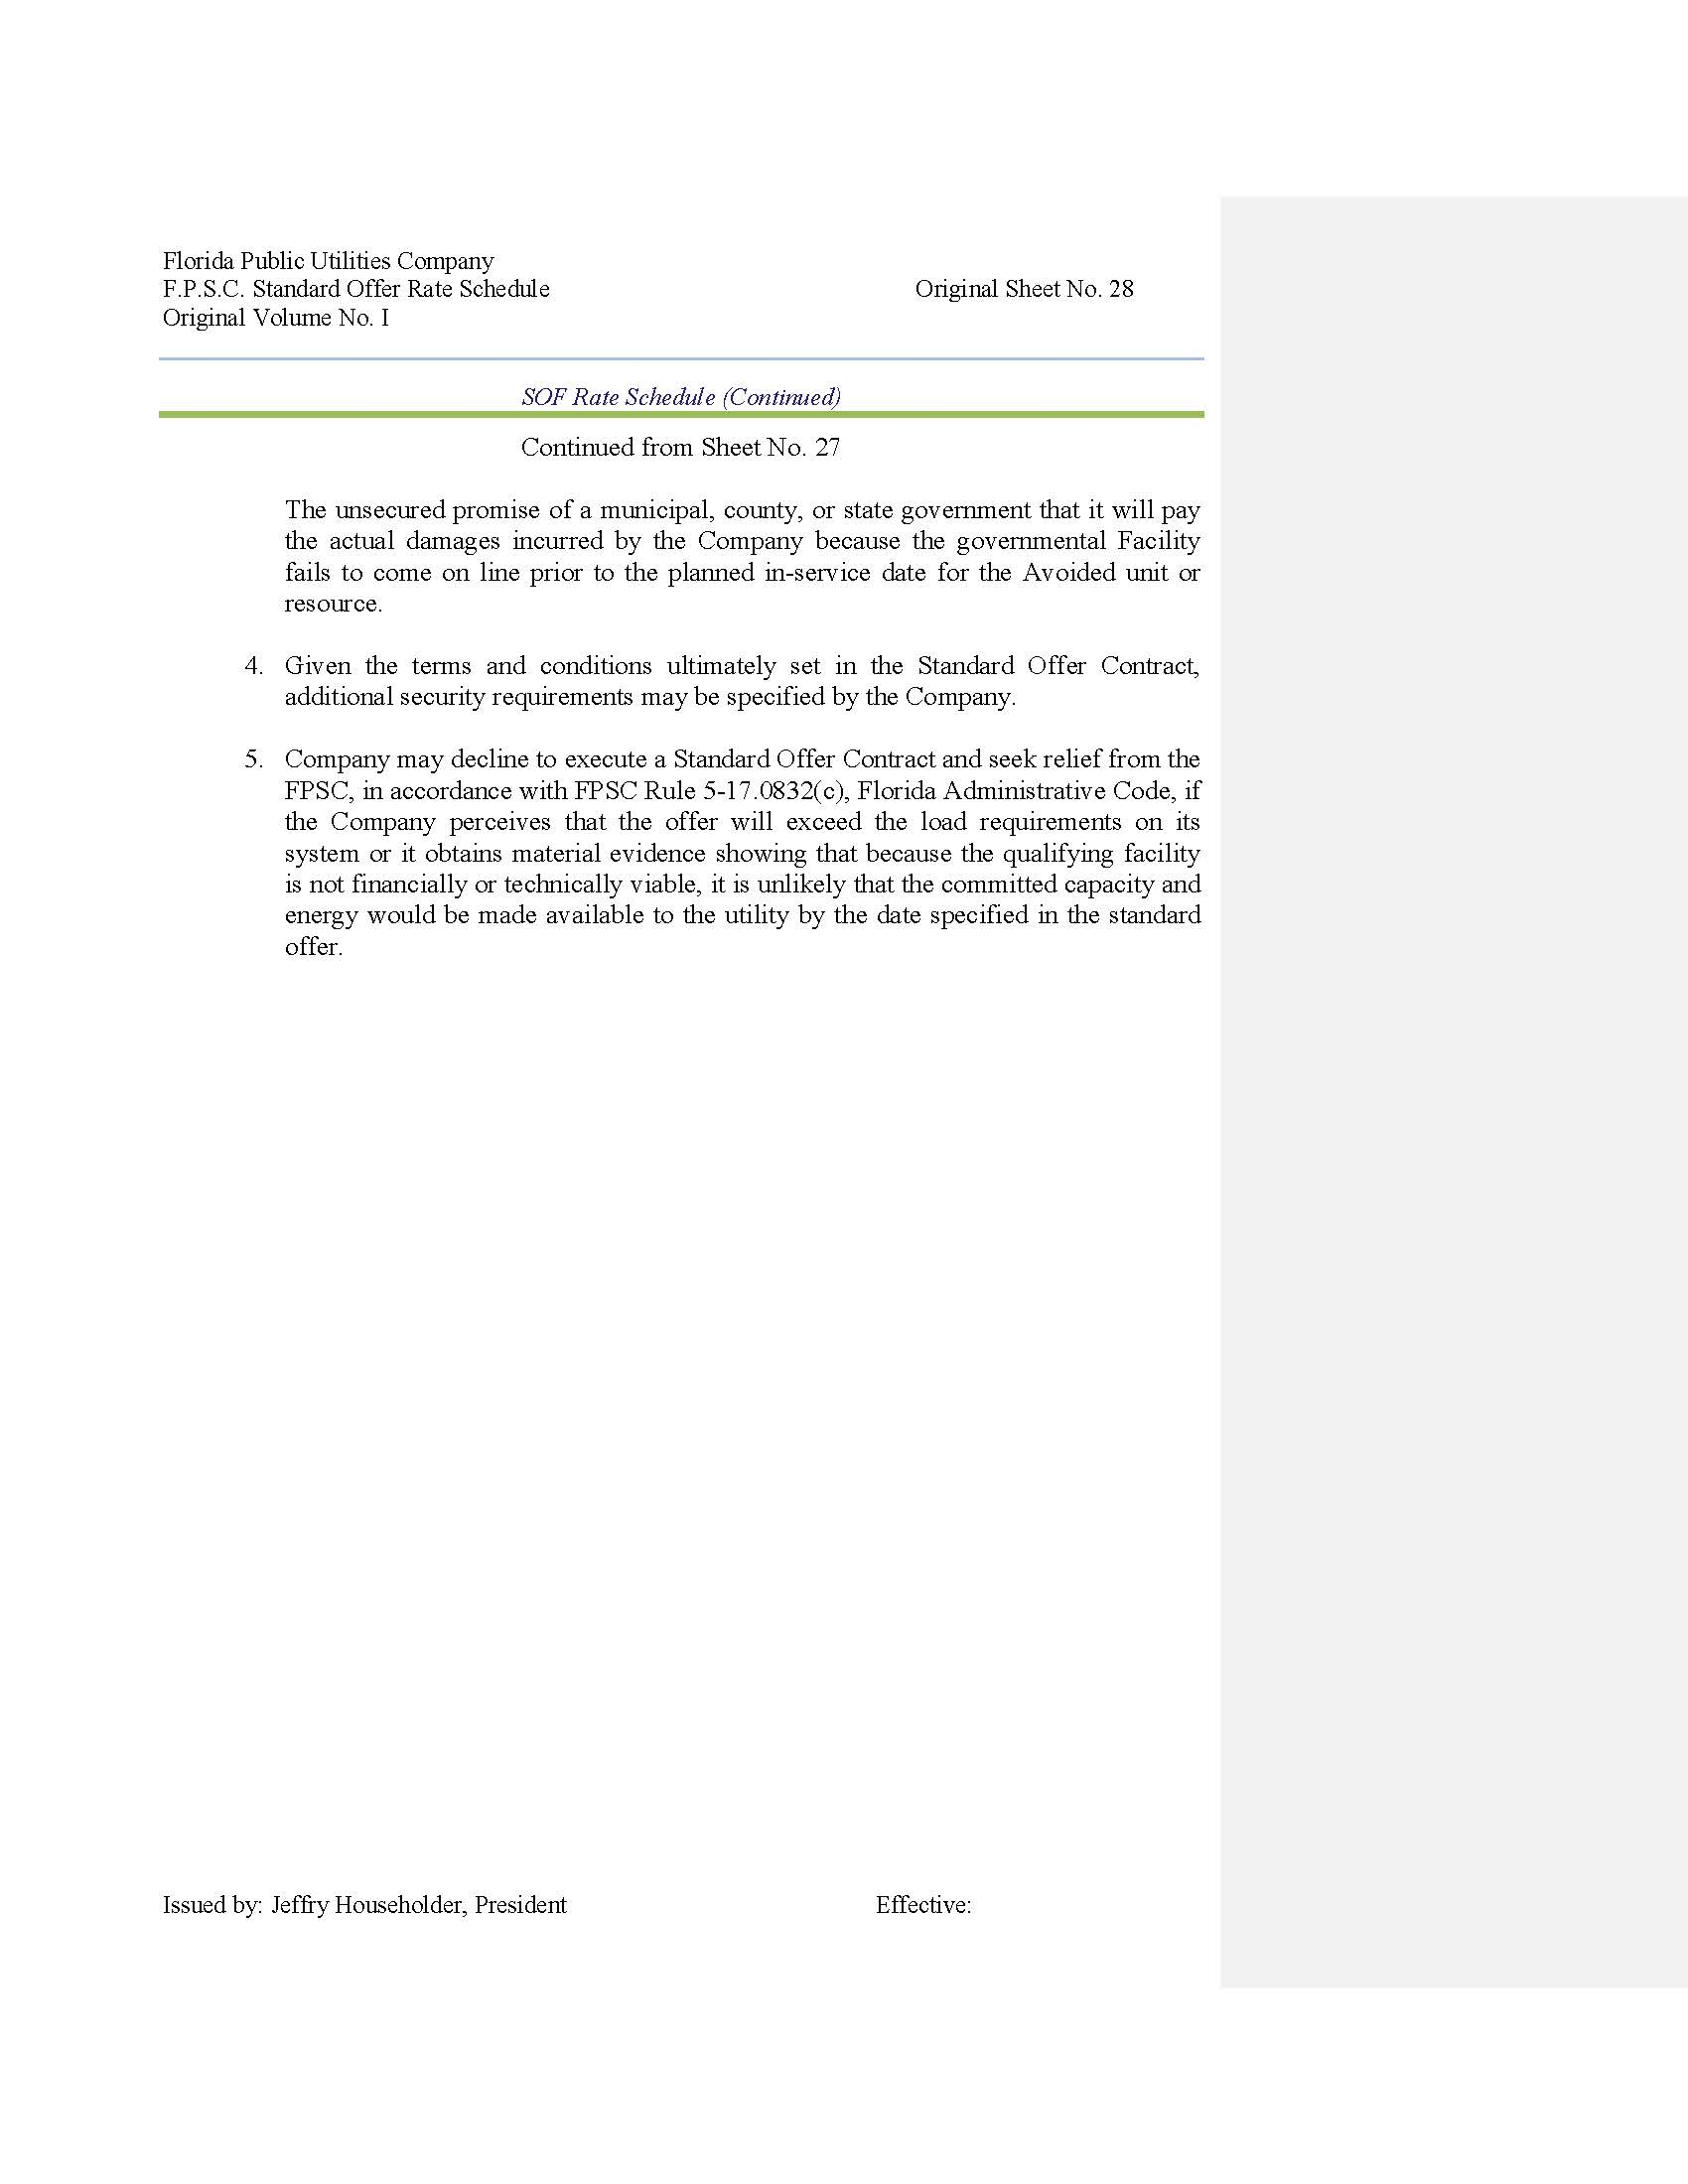 Florida Public Utilities Company
F.P.S.C. Standard Offer Rate Schedule Original Sheet No. 28
Original Volume No. I
SOF Rate Schedule (Continued)
Continued from Sheet No. 27
The unsecured promise of a municipal, county, or state government that it will pay
the actual damages incurred by the Company because the governmental Facility
fails to come on line prior to the planned in-service date for the Avoided unit or
resource.
4. Given the terms and conditions ultimately set in the Standard Offer Contract,
additional security requirements may be specified by the Company.
5. Company may decline to execute a Standard Offer Contract and seek relief from the
FPSC, in accordance with FPSC Rule 5-17.0832(c), Florida Administrative Code, if
the Company perceives that the offer will exceed the load requirements on its
system or it obtains material evidence showing that because the qualifying facility
is not financially or technically viable, it is unlikely that the committed capacity and
energy would be made available to the utility by the date specified in the standard
offer.
Issued by: Jeffry Householder, President Effective: